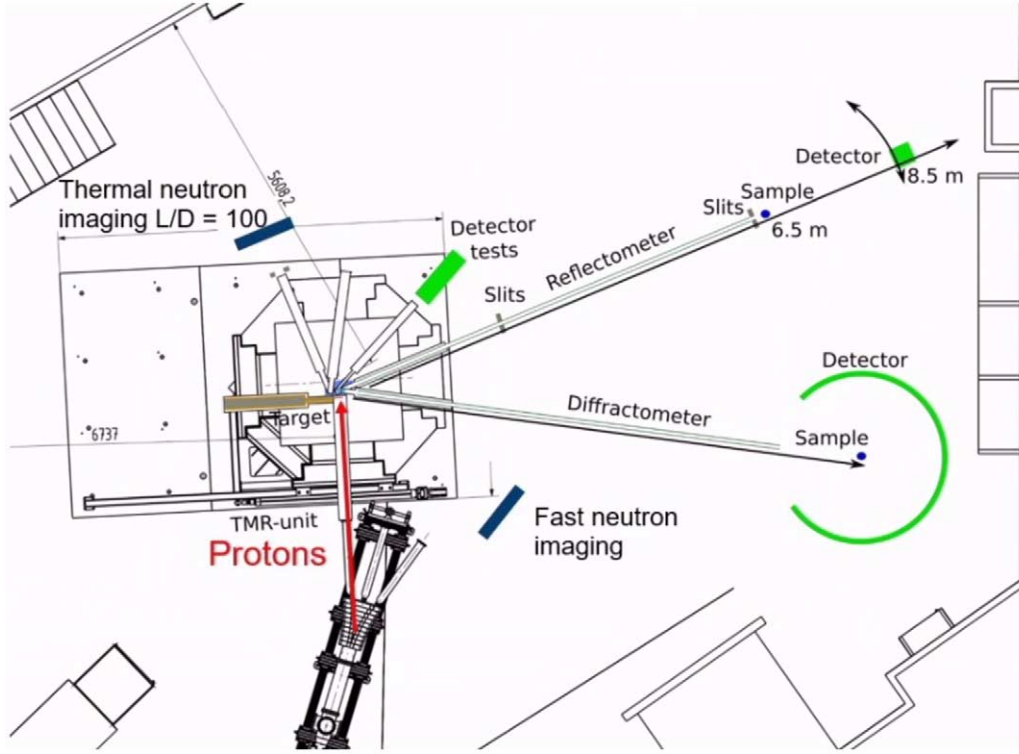 Thermal neutron
imaging L/D = 100
5608,2
Detector
tests
Detector
8.5 m
Sample
Slits
6.5 m
Reflectometer
Slits
Detector
Diffractometer
Sample
Target
6737
TMR-unit
Protons
Fast neutron
imaging